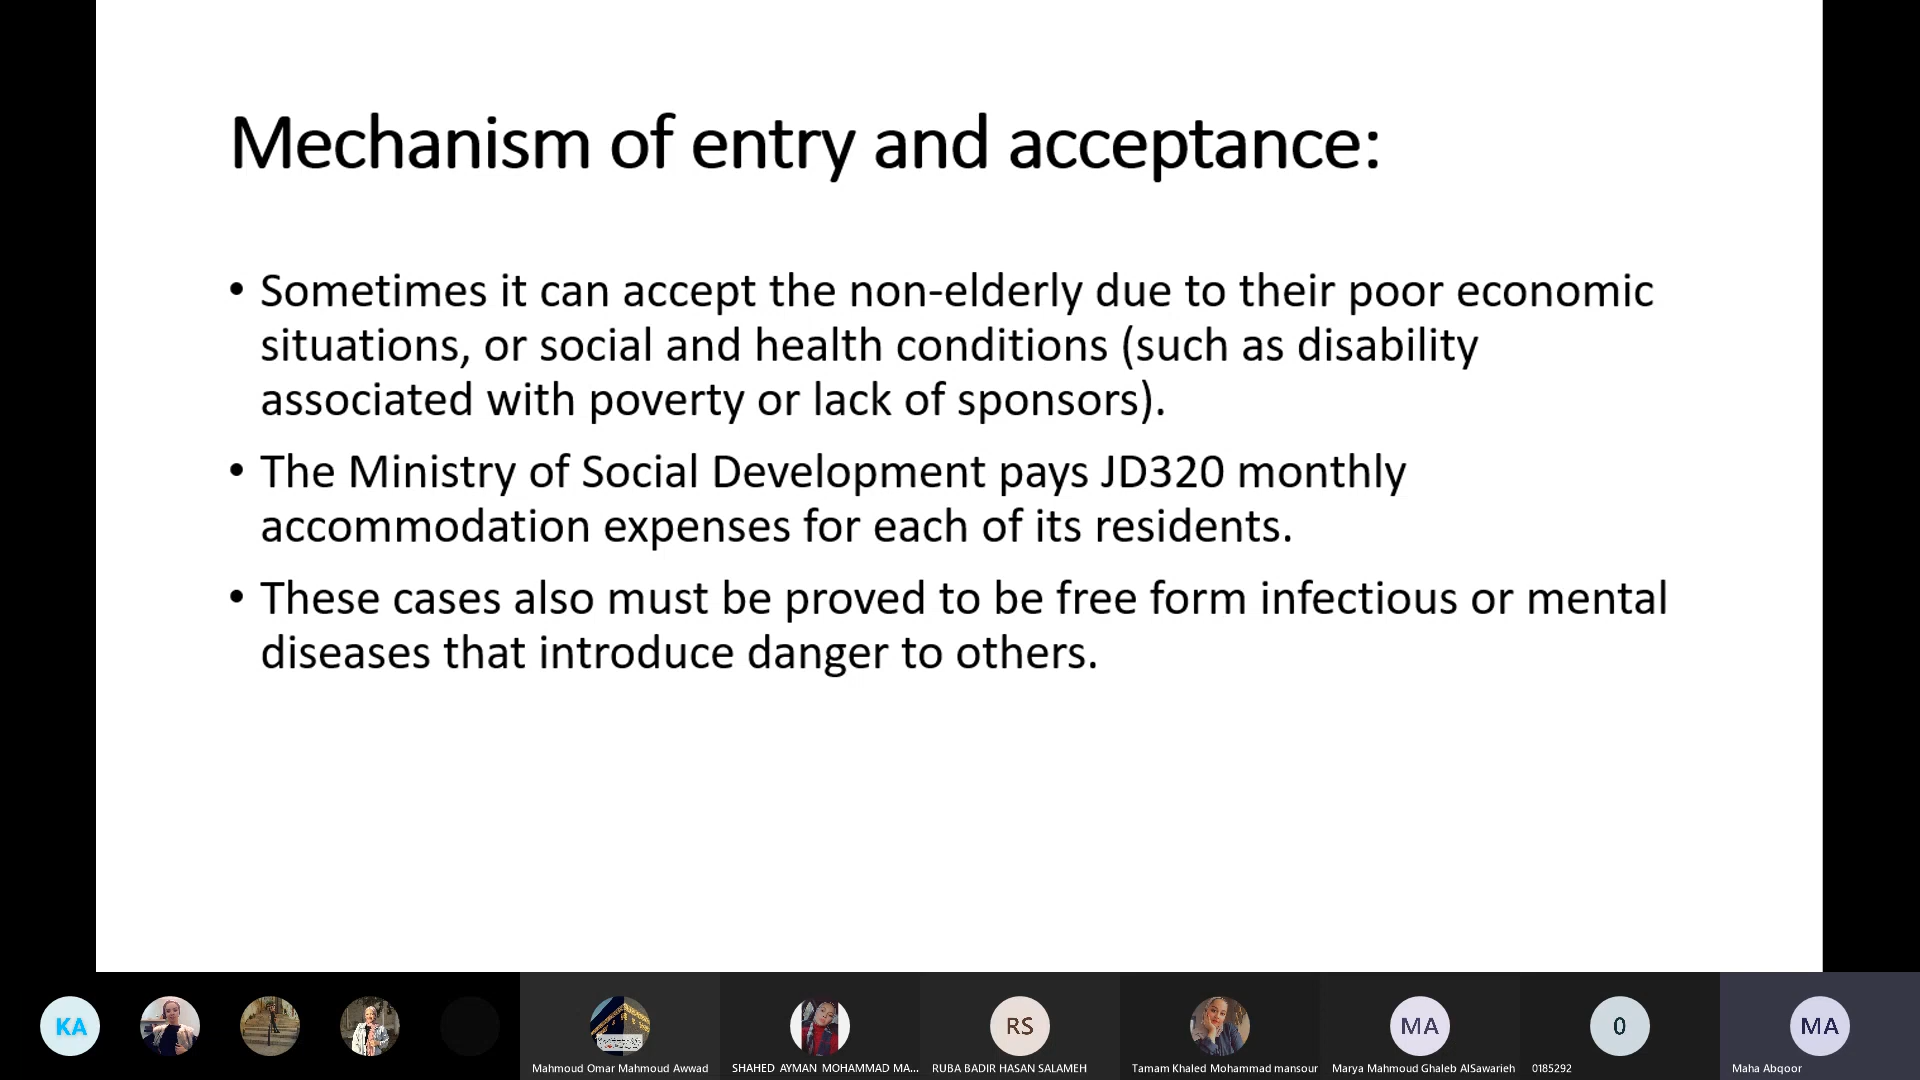 Mechanism of entry and acceptance:
• Sometimes it can accept the non-elderly due to their poor economic
situations, or social and health conditions (such as disability
associated with poverty or lack of sponsors).
• The Ministry of Social Development pays JD320 monthly
accommodation expenses for each of its residents.
• These cases also must be proved to be free form infectious or mental
diseases that introduce danger to others.
KA
RS
MA
0
MA
Mahmoud Omar Mahmoud Awwad
SHAHED AYMAN MOHAMMAD MA...
RUBA BADIR HASAN SALAMEH
Tamam Khaled Mohammad mansour
Marya Mahmoud Ghaleb AlSawarieh
0185292
Maha Abqoor